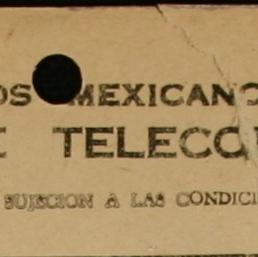 OS MEXICANO
E TELECO
SUJECION A LAS CONDICI